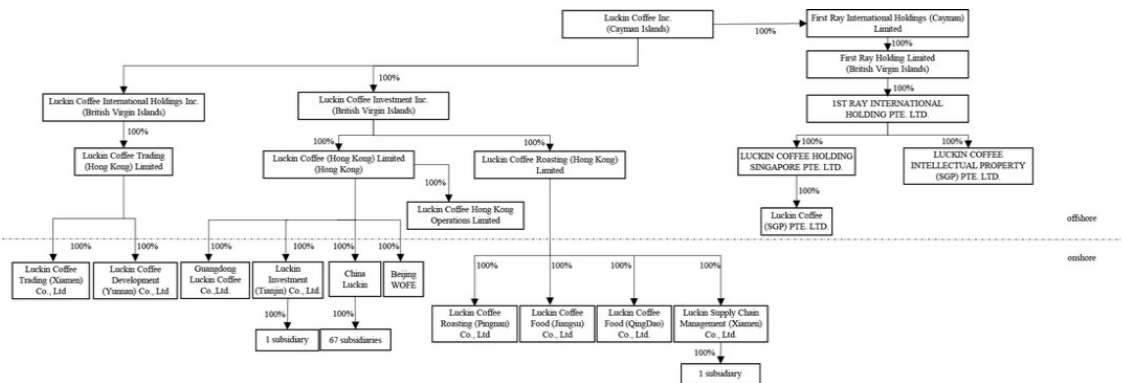 Luckin Coffee Inc.
(Cayman Islands)
100%
First Ray International Holdings (Cayman)
Limited
100%
First Ray Holding Limited
(British Virgin Islands)
100%
1ST RAY INTERNATIONAL
HOLDING PTE. LTD.
100%
100%
LUCKIN COFFEE HOLDING
SINGAPORE PTE. LTD.
LUCKIN COFFEE
INTELLECTUAL PROPERTY
(SGP) PTE. LTD.
100%
Luckin Coffee
(SGP) PTE. LTD.
Luckin Coffee International Holdings Inc.
(British Virgin Islands)
100%
Luckin Coffee Trading
(Hong Kong) Limited
100%
Luckin Coffee Investment Inc.
(British Virgin Islands)
100%
100%
Luckin Coffee (Hong Kong) Limited
(Hong Kong)
Luckin Coffee Roasting (Hong Kong)
Limited
100%
Luckin Coffee Hong Kong
Operations Limited
offshore
onshore
100%
100%
100%
100%
100%
100%
Luckin Coffee
Trading (Xiamen)
Co., Ltd
Luckin Coffee
Development
(Yunnan) Co., Ltd
Guangdong
Luckin Coffee
Co.,Ltd.
Luckin
Investment
(Tianjin) Co., Ltd.
China
Luckin
Beijing
WOFE
100%
100%
1 subsidiary
67 subsidiaries
100%
100%
100%
100%
Luckin Coffee
Roasting (Pingnan)
Co., Ltd
Luckin Coffee
Food (Jiangsu)
Co., Ltd
Luckin Coffee
Food (QingDao)
Co., Ltd
Luckin Supply Chain
Management (Xiamen)
Co., Ltd
100%
1 subsidiary